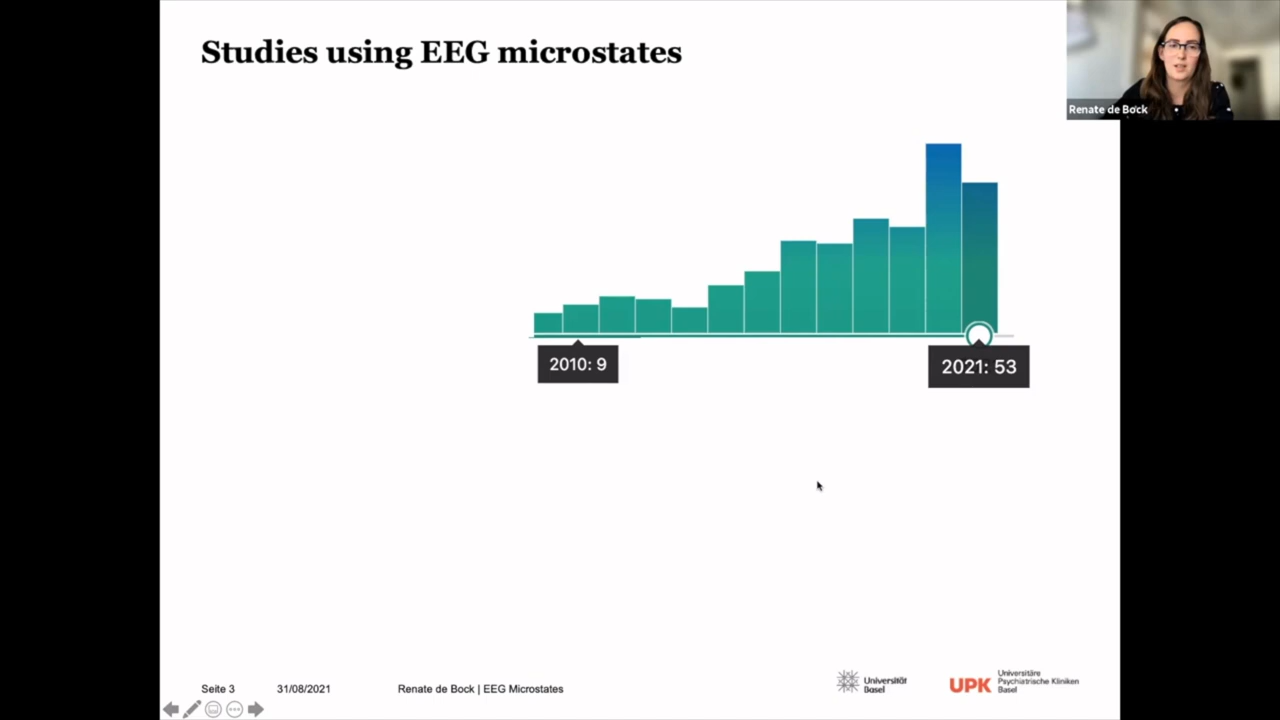 Studies using EEG microstates
Renate de Bock
2010: 9
2021: 53
Seite 3
31/08/2021
Renate de Bock | EEG Microstates
Universität
Basel
UPK
Universitäre
Psychiatrische Kliniken
Basel